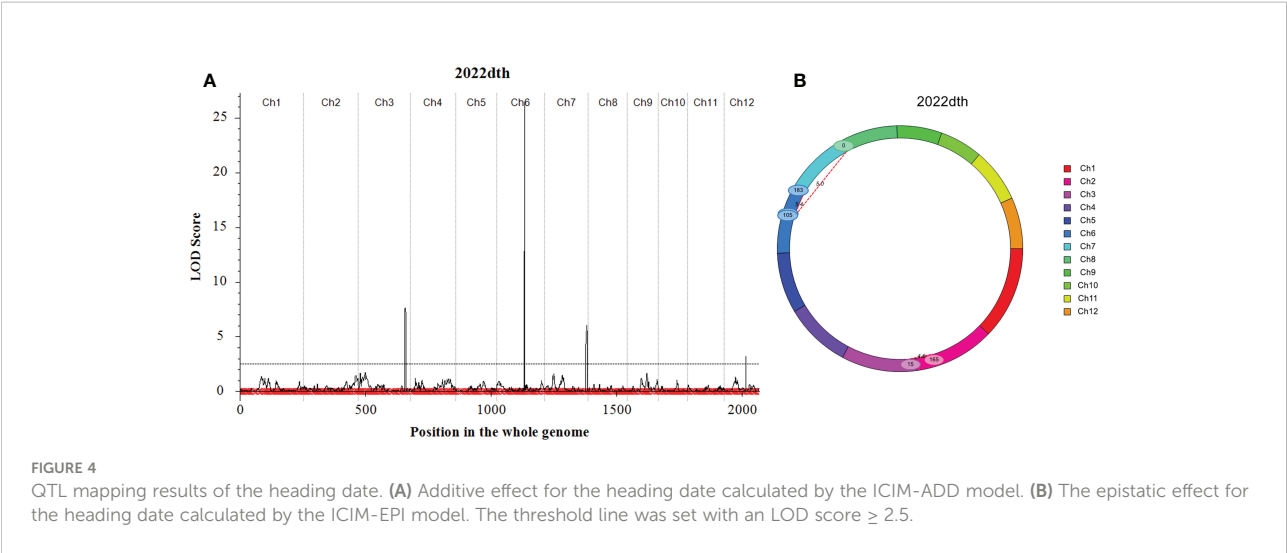 A
2022dth
Ch1 Ch2 Ch3 Ch4 Ch5 Ch6 Ch7 Ch8 Ch9 Ch10 Ch11 Ch12
25
20
15
10
5
0
LOD Score
0 500 1000 1500 2000
Position in the whole genome
B
2022dth
0
5.0
183
105
15
165
Ch1
Ch2
Ch3
Ch4
Ch5
Ch6
Ch7
Ch8
Ch9
Ch10
Ch11
Ch12
FIGURE 4
QTL mapping results of the heading date. (A) Additive effect for the heading date calculated by the ICIM-ADD model. (B) The epistatic effect for
the heading date calculated by the ICIM-EPI model. The threshold line was set with an LOD score ≥ 2.5.